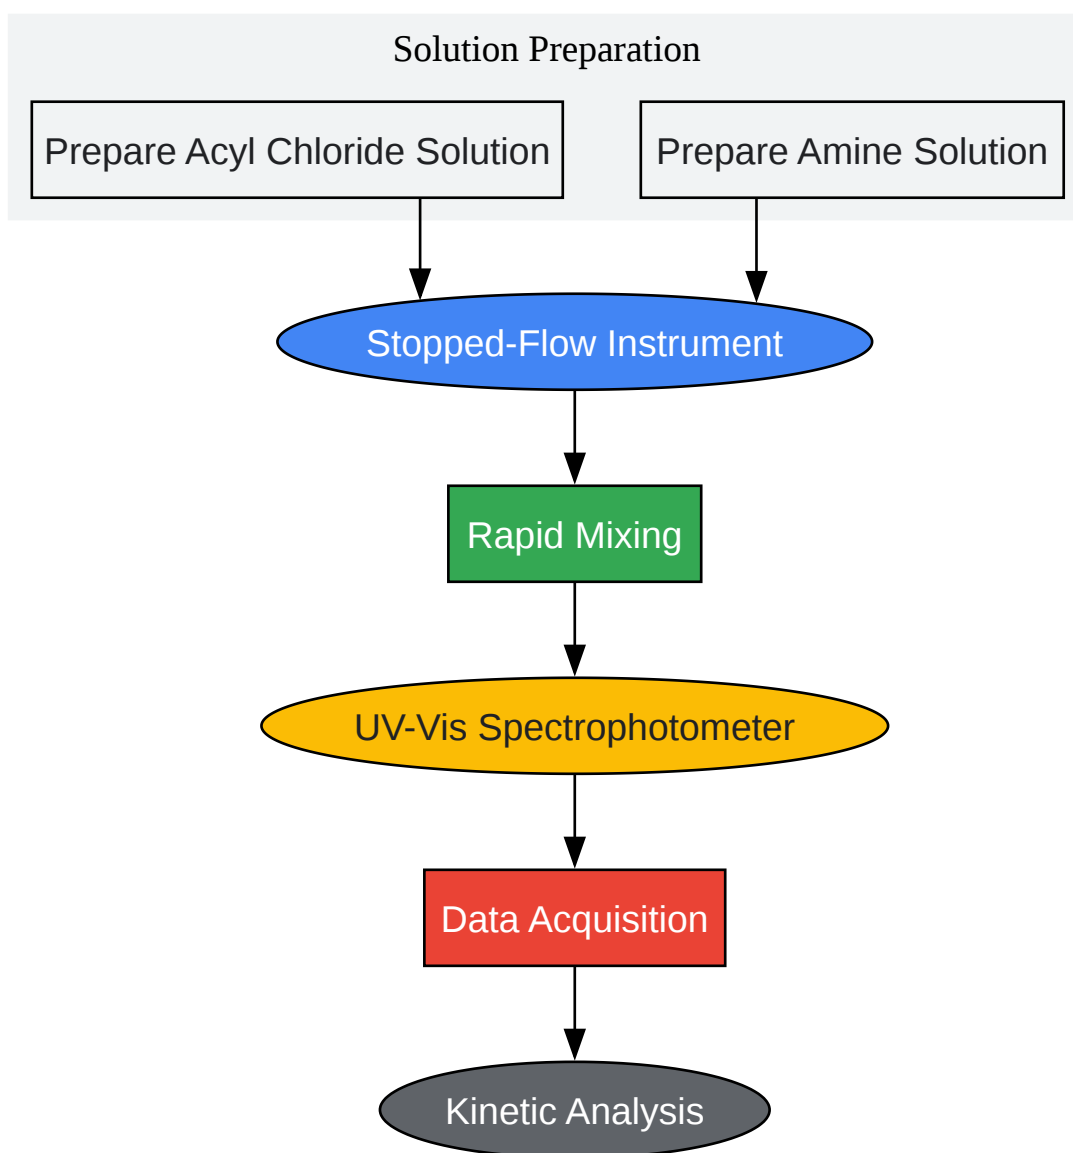 Solution Preparation
Prepare Acyl Chloride Solution
Prepare Amine Solution
Stopped-Flow Instrument
Rapid Mixing
UV-Vis Spectrophotometer
Data Acquisition
Kinetic Analysis